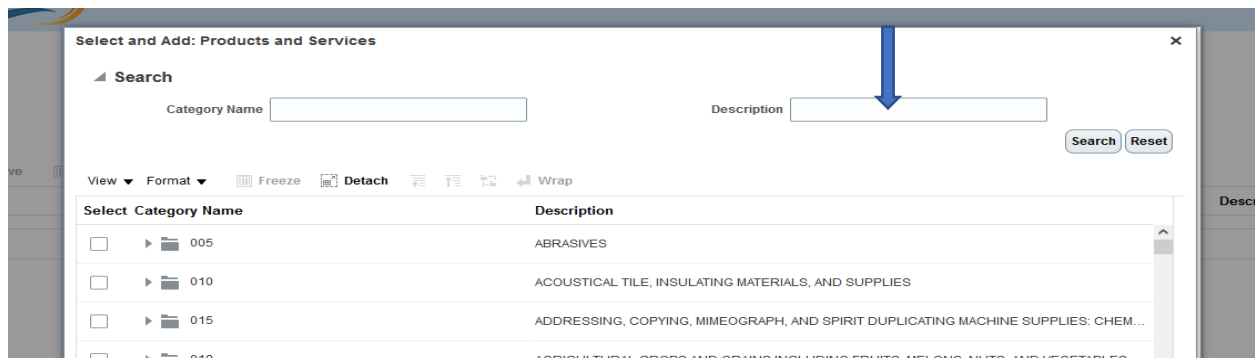 Select and Add: Products and Services
Search
Category Name
Description
Search Reset
ve
View Format Freeze Detach Wrap
Descr
Select Category Name Description
005 ABRASIVES
010 ACOUSTICAL TILE, INSULATING MATERIALS, AND SUPPLIES
015 ADDRESSING, COPYING, MIMEOGRAPH, AND SPIRIT DUPLICATING MACHINE SUPPLIES: CHEM...